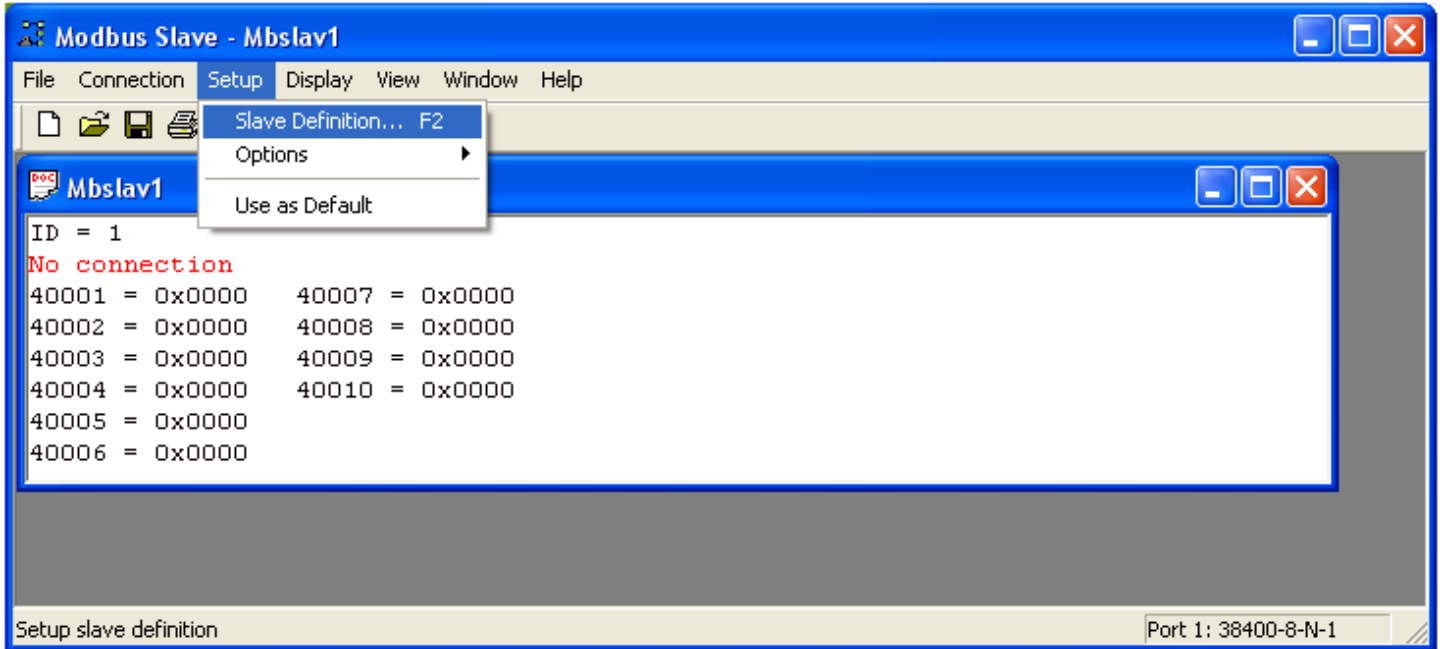 Modbus Slave - Mbslav1
File Connection Setup Display View Window Help
Slave Definition... F2
Options
Use as Default
DOC
Mbslav1
ID = 1
No connection
40001 = 0x0000 40007 = 0x0000
40002 = 0x0000 40008 = 0x0000
40003 = 0x0000 40009 = 0x0000
40004 = 0x0000 40010 = 0x0000
40005 = 0x0000
40006 = 0x0000
Setup slave definition Port 1: 38400-8-N-1